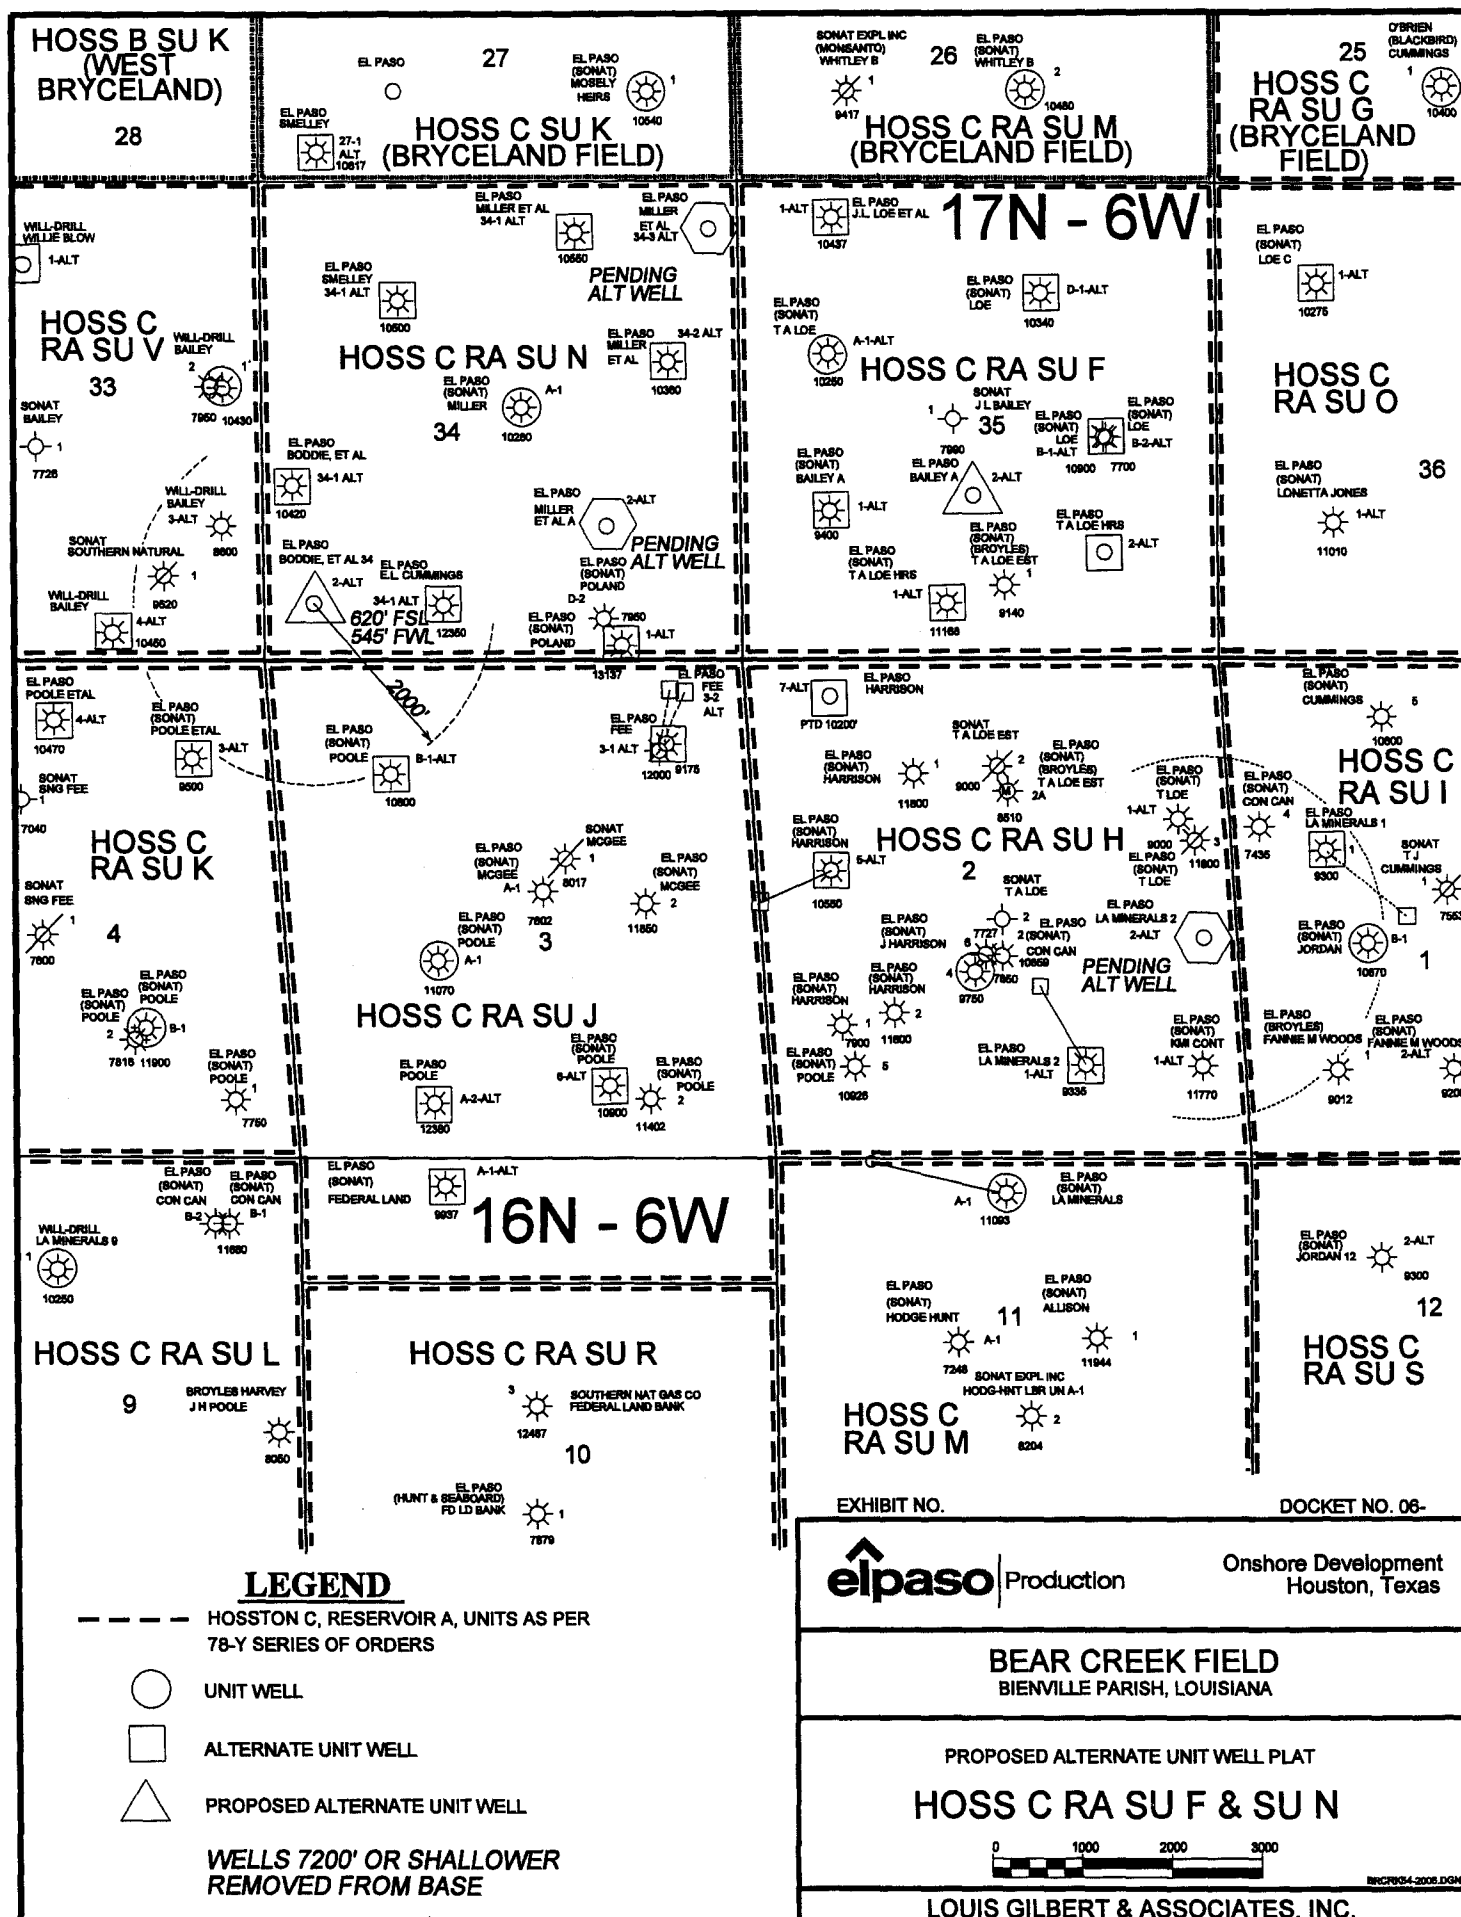 HOSS B SU K
(WEST
BRYCELAND)
28
EL PASO
27
EL PASO
(SONAT)
MOSELY
HEIRS
1
10540
EL PASO
SMELLEY
27-1
ALT
10617
HOSS C SU K
(BRYCELAND FIELD)
SONAT EXPL INC
(MONSANTO)
WHITLEY B
1
9417
26
EL PASO
(SONAT)
WHITLEY B
2
10460
HOSS C RA SU M
(BRYCELAND FIELD)
25
O'BRIEN
(BLACKBIRD)
CUMMINGS
1
10400
HOSS C
RA SU G
(BRYCELAND
FIELD)
WILL-DRILL
WILLIE BLOW
1-ALT
HOSS C
RA SU V
33
WILL-DRILL
BAILEY
2
1
7950
10430
SONAT
BAILEY
1
7726
WILL-DRILL
BAILEY
3-ALT
8600
SONAT
SOUTHERN NATURAL
1
9620
WILL-DRILL
BAILEY
4-ALT
10450
EL PASO
MILLER ET AL
34-1 ALT
10550
EL PASO
MILLER
ET AL
34-3 ALT
PENDING
ALT WELL
EL PASO
SMELLEY
34-1 ALT
10500
EL PASO
MILLER
ET AL
34-2 ALT
10360
HOSS C RA SU N
34
EL PASO
(SONAT)
MILLER
A-1
10280
EL PASO
BODDIE, ET AL
34-1 ALT
10420
EL PASO
MILLER
ET AL A
2-ALT
PENDING
ALT WELL
EL PASO
BODDIE, ET AL 34
2-ALT
620' FSL
545' FWL
EL PASO
E.L. CUMMINGS
34-1 ALT
12350
EL PASO
(SONAT)
POLAND
D-2
7950
EL PASO
(SONAT)
POLAND
1-ALT
13137
17N - 6W
1-ALT
EL PASO
J.L. LOE ET AL
10437
EL PASO
(SONAT)
LOE
D-1-ALT
10340
EL PASO
(SONAT)
T A LOE
A-1-ALT
10250
HOSS C RA SU F
35
SONAT
J L BAILEY
1
7990
EL PASO
(SONAT)
LOE
B-1-ALT
10900
EL PASO
(SONAT)
LOE
B-2-ALT
7700
EL PASO
(SONAT)
BAILEY A
1-ALT
9400
EL PASO
BAILEY A
2-ALT
EL PASO
T A LOE HRS
2-ALT
EL PASO
(SONAT)
(BROYLES)
T A LOE EST
1
9140
EL PASO
(SONAT)
T A LOE HRS
1-ALT
11168
EL PASO
(SONAT)
LOE C
1-ALT
10275
HOSS C
RA SU O
36
EL PASO
(SONAT)
LONETTA JONES
1-ALT
11010
EL PASO
POOLE ETAL
4-ALT
10470
EL PASO
(SONAT)
POOLE ETAL
3-ALT
9500
SONAT
SNG FEE
1
7040
HOSS C
RA SU K
4
SONAT
SNG FEE
1
7800
EL PASO
(SONAT)
POOLE
B-1
11900
EL PASO
(SONAT)
POOLE
2
7816
EL PASO
(SONAT)
POOLE
1
7750
2000'
EL PASO
(SONAT)
POOLE
B-1-ALT
10800
EL PASO
FEE
3-2
ALT
EL PASO
FEE
3-1 ALT
12000
9175
SONAT
MCGEE
1
8017
EL PASO
(SONAT)
MCGEE
A-1
7802
EL PASO
(SONAT)
MCGEE
2
11850
3
EL PASO
(SONAT)
POOLE
A-1
11070
HOSS C RA SU J
EL PASO
POOLE
A-2-ALT
12380
EL PASO
(SONAT)
POOLE
6-ALT
10900
EL PASO
(SONAT)
POOLE
2
11402
7-ALT
EL PASO
HARRISON
PTD 10200'
EL PASO
(SONAT)
HARRISON
1
11800
SONAT
T A LOE EST
2
9000
EL PASO
(SONAT)
(BROYLES)
T A LOE EST
2A
8510
EL PASO
(SONAT)
T LOE
1-ALT
9000
3
11800
EL PASO
(SONAT)
T LOE
EL PASO
(SONAT)
HARRISON
5-ALT
10550
HOSS C RA SU H
2
SONAT
T A LOE
2
7727
EL PASO
(SONAT)
CON CAN
2
10859
7850
EL PASO
(SONAT)
J HARRISON
6
4
9750
EL PASO
LA MINERALS 2
2-ALT
PENDING
ALT WELL
EL PASO
(SONAT)
HARRISON
1
7900
EL PASO
(SONAT)
HARRISON
2
11600
EL PASO
(SONAT)
POOLE
5
10926
EL PASO
LA MINERALS 2
1-ALT
9335
EL PASO
(SONAT)
KMI CONT
1-ALT
11770
EL PASO
(SONAT)
CUMMINGS
5
10600
HOSS C
RA SU I
EL PASO
(SONAT)
CON CAN
4
7435
EL PASO
LA MINERALS 1
1
9300
SONAT
T J
CUMMINGS
1
EL PASO
(SONAT)
JORDAN
B-1
10670
1
EL PASO
(BROYLES)
FANNIE M WOODS
1
9012
EL PASO
(SONAT)
FANNIE M WOODS
2-ALT
EL PASO
(SONAT)
CON CAN
B-2
EL PASO
(SONAT)
CON CAN
B-1
11680
WILL-DRILL
LA MINERALS 9
1
10250
HOSS C RA SU L
9
BROYLES HARVEY
J H POOLE
8050
EL PASO
(SONAT)
FEDERAL LAND
A-1-ALT
9937
16N - 6W
HOSS C RA SU R
3
SOUTHERN NAT GAS CO
FEDERAL LAND BANK
12487
10
EL PASO
(HUNT & SEABOARD)
FD LD BANK
1
7879
A-1
EL PASO
(SONAT)
LA MINERALS
11093
EL PASO
(SONAT)
HODGE HUNT
A-1
7248
11
EL PASO
(SONAT)
ALLISON
1
11944
SONAT EXPL INC
HODG-HNT LBR UN A-1
2
8204
HOSS C
RA SU M
EL PASO
(SONAT)
JORDAN 12
2-ALT
9300
12
HOSS C
RA SU S
EXHIBIT NO.
DOCKET NO. 06-
LEGEND
HOSSTON C, RESERVOIR A, UNITS AS PER
78-Y SERIES OF ORDERS
UNIT WELL
ALTERNATE UNIT WELL
PROPOSED ALTERNATE UNIT WELL
WELLS 7200' OR SHALLOWER
REMOVED FROM BASE
elpaso Production
Onshore Development
Houston, Texas
BEAR CREEK FIELD
BIENVILLE PARISH, LOUISIANA
PROPOSED ALTERNATE UNIT WELL PLAT
HOSS C RA SU F & SU N
0 1000 2000 3000
LOUIS GILBERT & ASSOCIATES, INC.